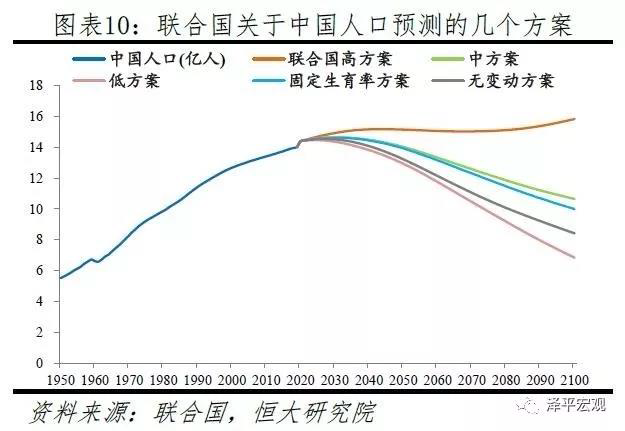 图表10：联合国关于中国人口预测的几个方案
中国人口(亿人) 联合国高方案 中方案
低方案 固定生育率方案 无变动方案
18
16
14
12
10
8
6
4
2
0
1950 1960 1970 1980 1990 2000 2010 2020 2030 2040 2050 2060 2070 2080 2090 2100
资料来源：联合国，恒大研究院
泽平宏观